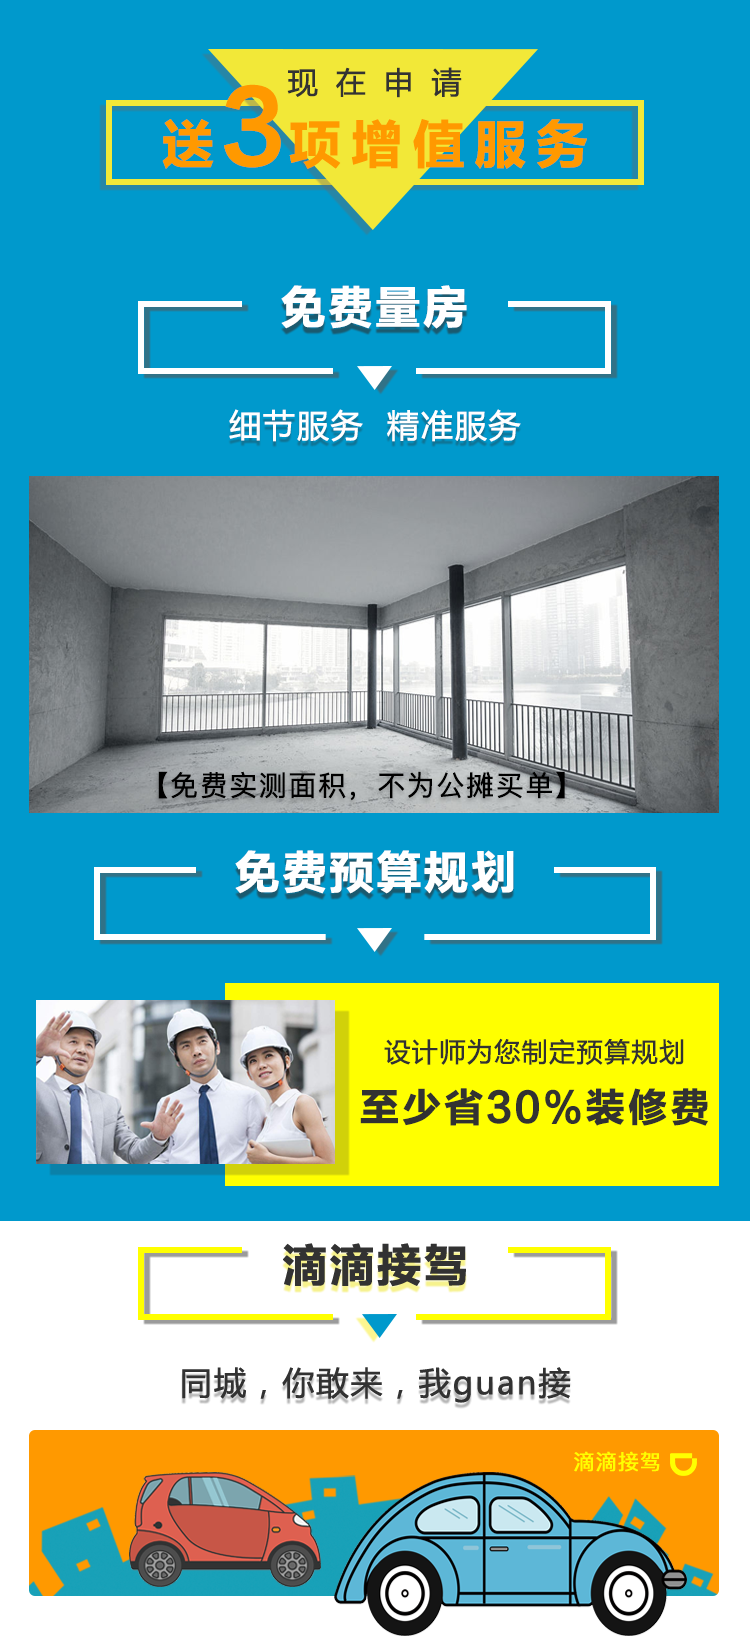 现在申请
送3项增值服务
免费量房
细节服务 精准服务
【免费实测面积，不为公摊买单】
免费预算规划
设计师为您制定预算规划
至少省30%装修费
滴滴接驾
同城，你敢来，我guan接
滴滴接驾